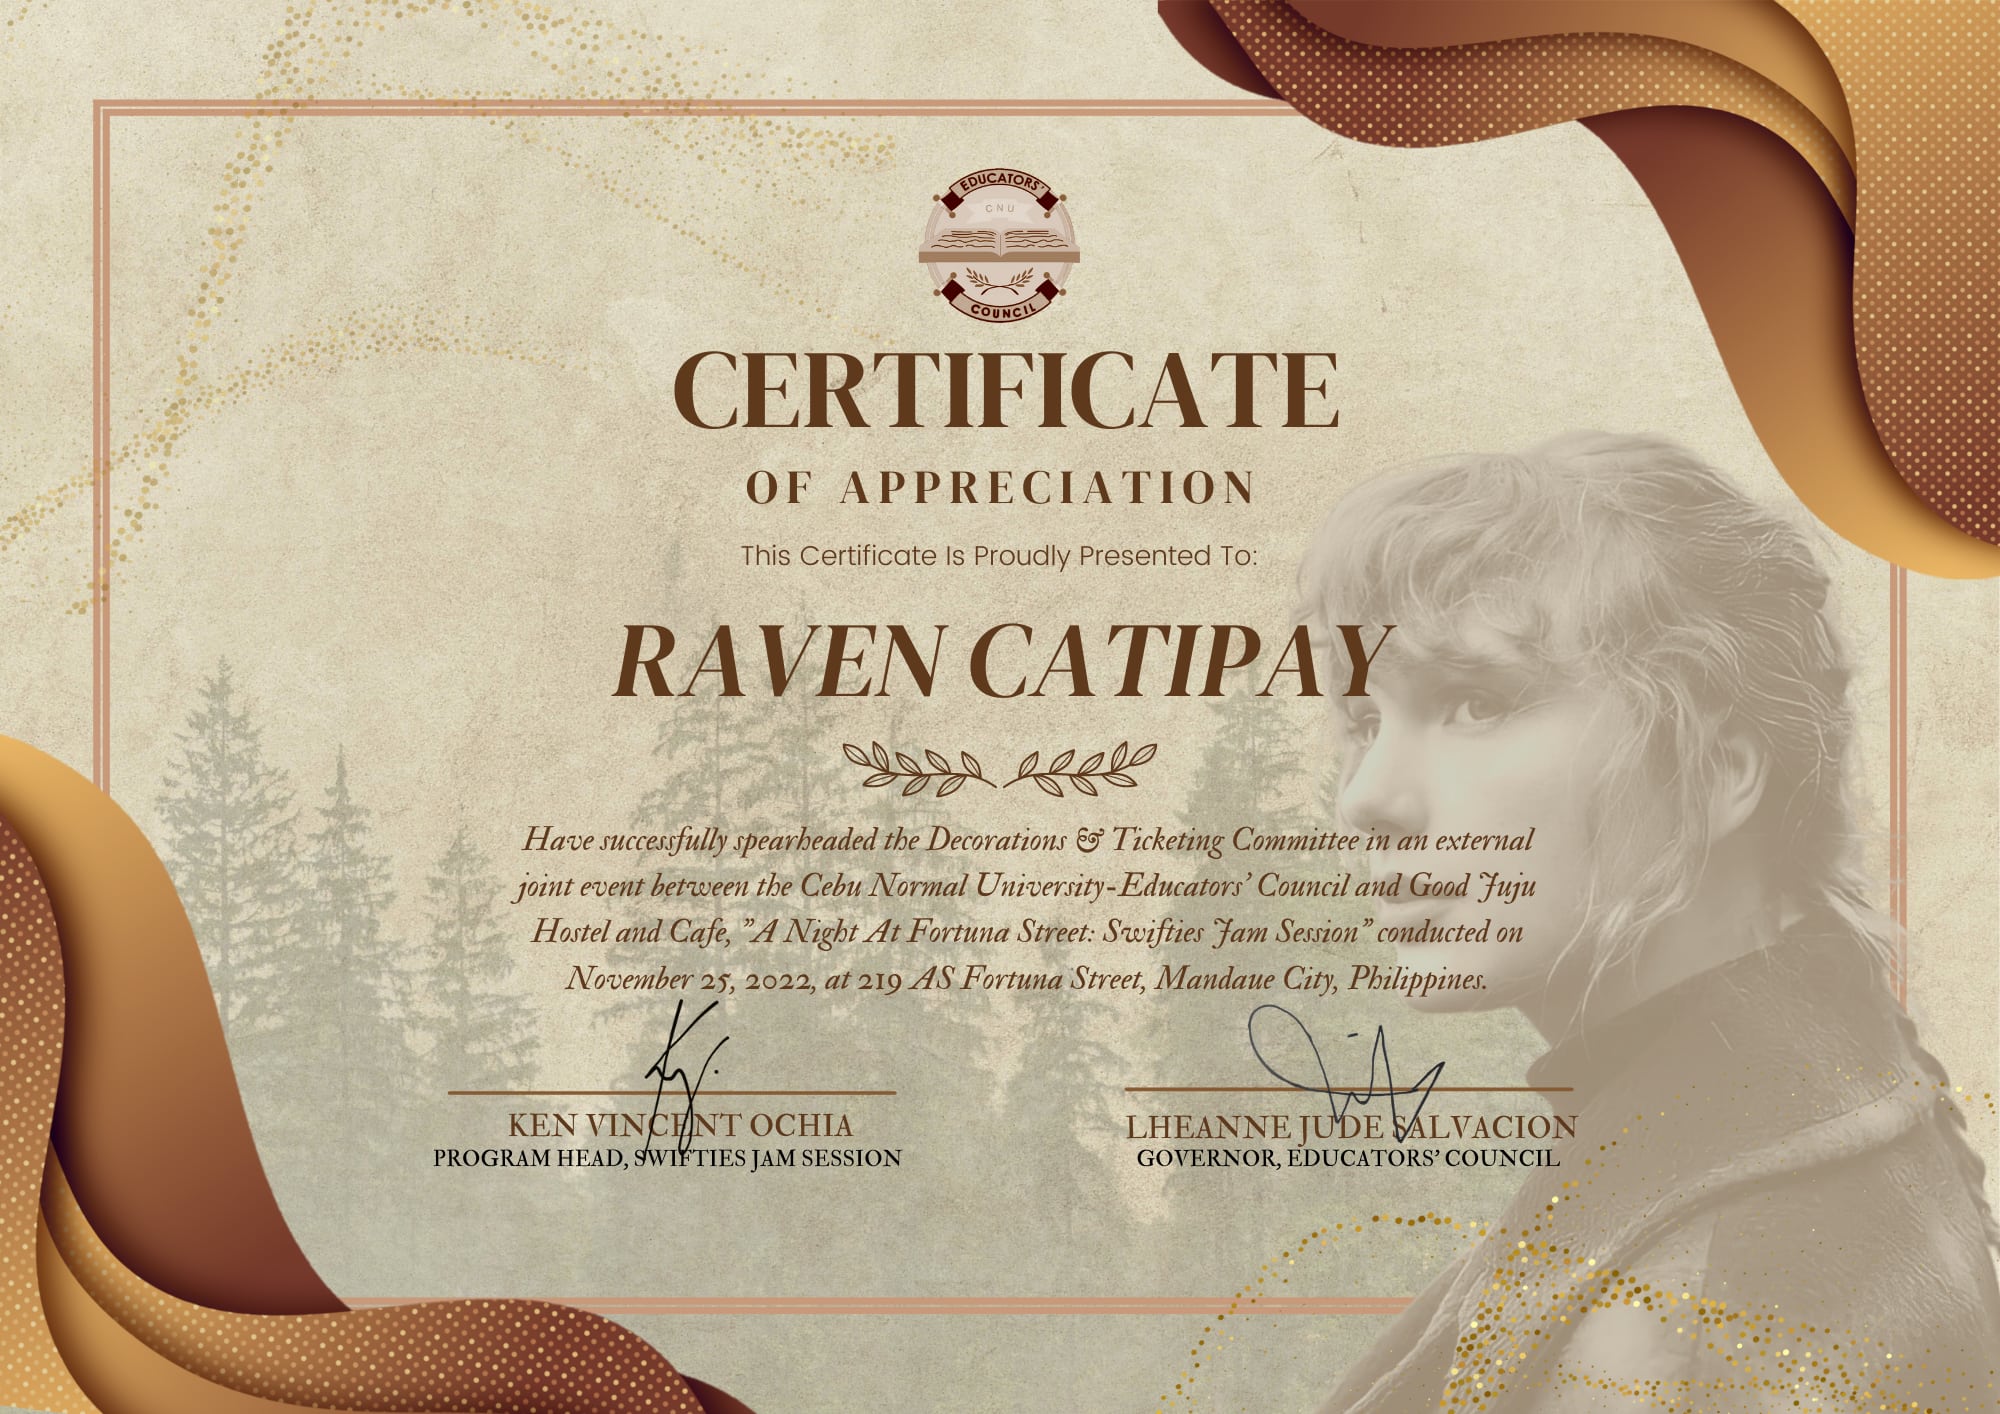 EDUCATORS'
CNU
COUNCIL
CERTIFICATE
OF APPRECIATION
This Certificate Is Proudly Presented To:
RAVEN CATIPAY
Have successfully spearheaded the Decorations & Ticketing Committee in an external
joint event between the Cebu Normal University-Educators' Council and Good Juju
Hostel and Cafe, "A Night At Fortuna Street: Swifties Jam Session" conducted on
November 25, 2022, at 219 AS Fortuna Street, Mandaue City, Philippines.
KEN VINCENT OCHIA
PROGRAM HEAD, SWIFTIES JAM SESSION
LHEANNE JUDE SALVACION
GOVERNOR, EDUCATORS' COUNCIL